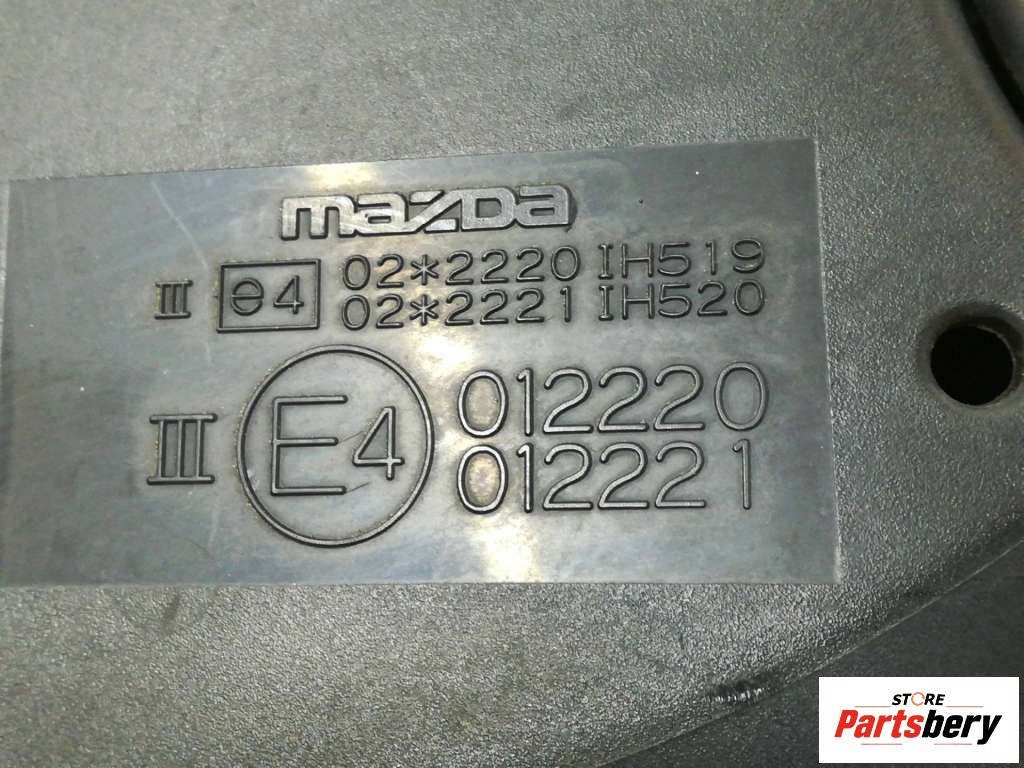 mazda
III e4 02*2220 IH519
02*2221 IH520
III E4 012220
012221
STORE
Partsbery